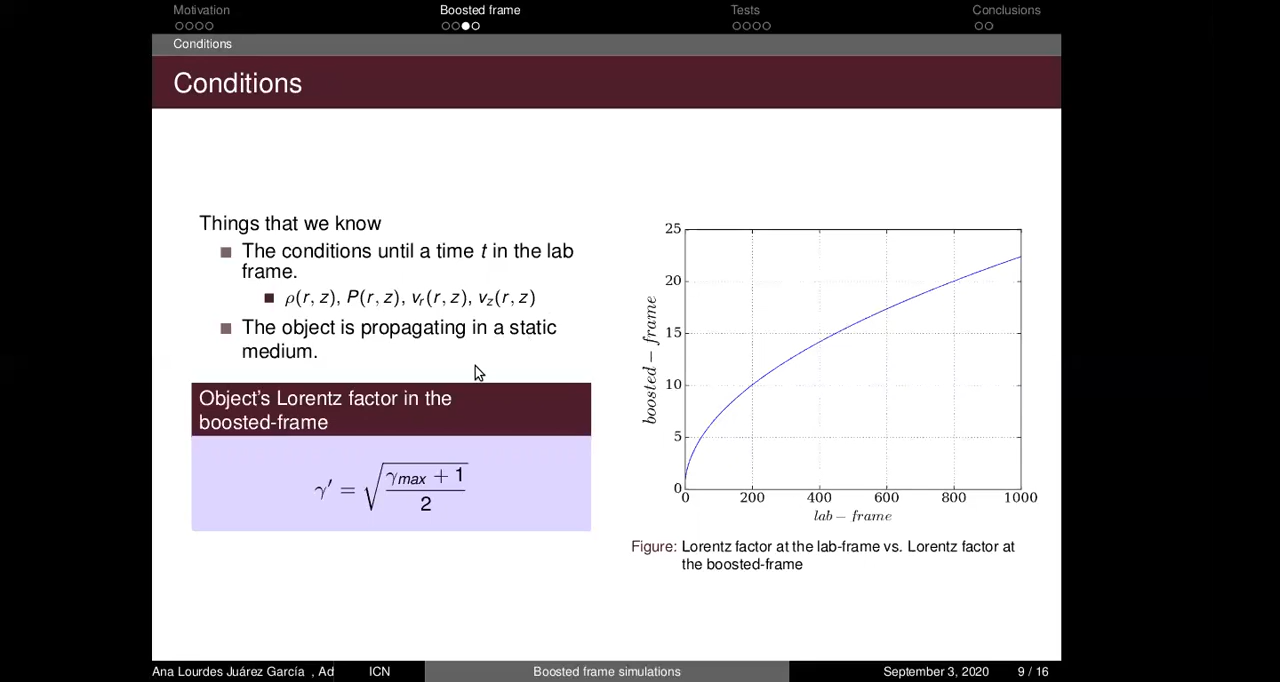 Motivation
Boosted frame
Tests
Conclusions
Conditions
Conditions
Things that we know
The conditions until a time t in the lab
frame.
ρ(r, z), P(r, z), vr(r, z), vz(r, z)
The object is propagating in a static
medium.
Object's Lorentz factor in the
boosted-frame
γ′ = √((γmax + 1)/2)
25
20
15
10
5
0
boosted − frame
0 200 400 600 800 1000
lab − frame
Figure: Lorentz factor at the lab-frame vs. Lorentz factor at
the boosted-frame
Ana Lourdes Juárez García , Ad ICN Boosted frame simulations September 3, 2020 9 / 16